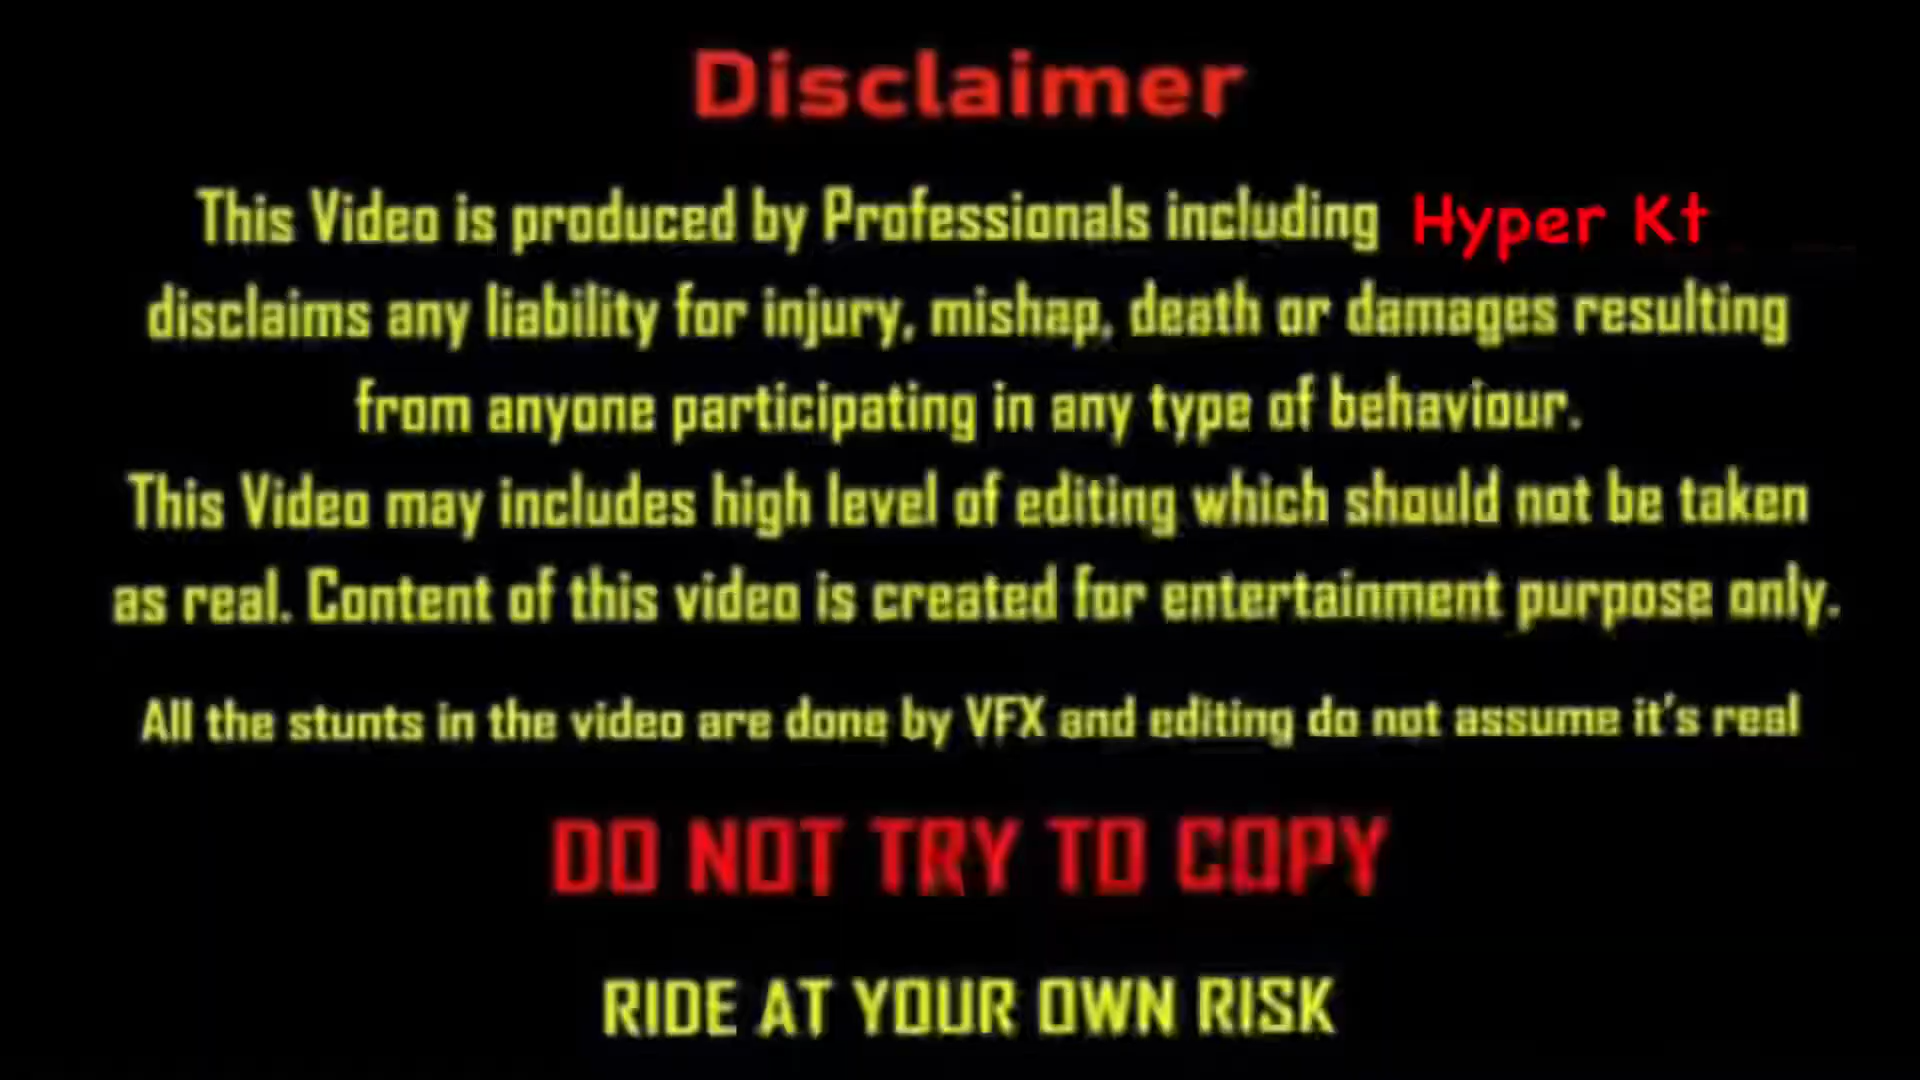 Disclaimer
This Video is produced by Professionals including Hyper Kt
disclaims any liability for injury, mishap, death or damages resulting
from anyone participating in any type of behaviour.
This Video may includes high level of editing which should not be taken
as real. Content of this video is created for entertainment purpose only.
All the stunts in the video are done by VFX and editing do not assume it's real
DO NOT TRY TO COPY
RIDE AT YOUR OWN RISK